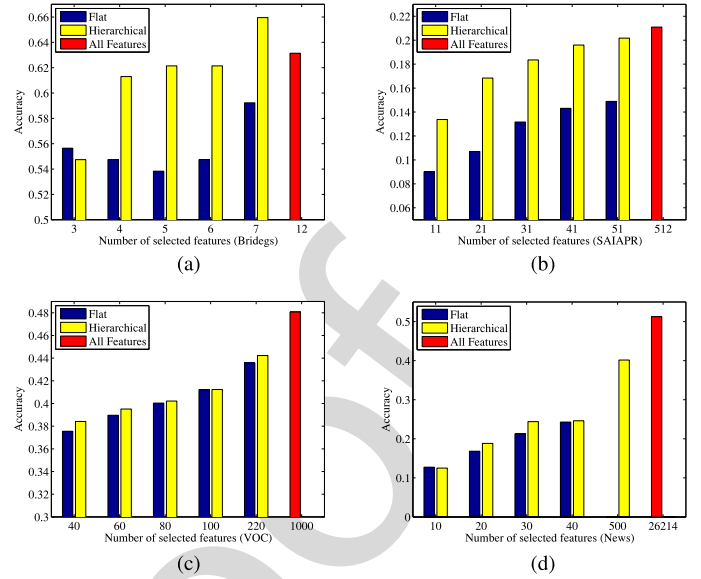 0.66
0.64
0.62
0.6
0.58
0.56
0.54
0.52
0.5
Accuracy
Flat
Hierarchical
All Features
3 4 5 6 7 12
Number of selected features (Bridegs)
(a)
0.22
0.2
0.18
0.16
0.14
0.12
0.1
0.08
0.06
Accuracy
Flat
Hierarchical
All Features
11 21 31 41 51 512
Number of selected features (SAIAPR)
(b)
0.48
0.46
0.44
0.42
0.4
0.38
0.36
0.34
0.32
0.3
Accuracy
Flat
Hierarchical
All Features
40 60 80 100 220 1000
Number of selected features (VOC)
(c)
0.5
0.4
0.3
0.2
0.1
0
Accuracy
Flat
Hierarchical
All Features
10 20 30 40 500 26214
Number of selected features (News)
(d)